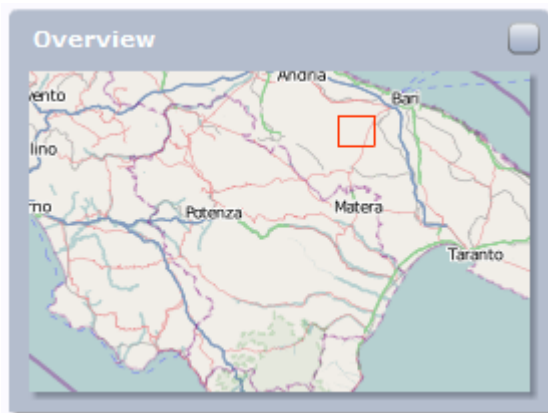 Overview
Andria
vento
Bari
lino
rno
Potenza
Matera
Taranto